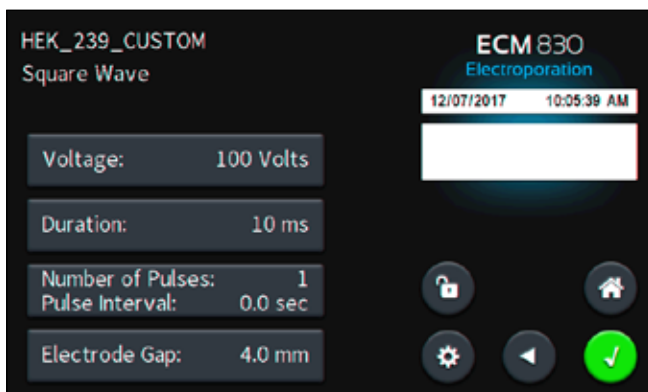 HEK_239_CUSTOM
Square Wave
ECM 830
Electroporation
12/07/2017 10:05:39 AM
Voltage: 100 Volts
Duration: 10 ms
Number of Pulses: 1
Pulse Interval: 0.0 sec
Electrode Gap: 4.0 mm